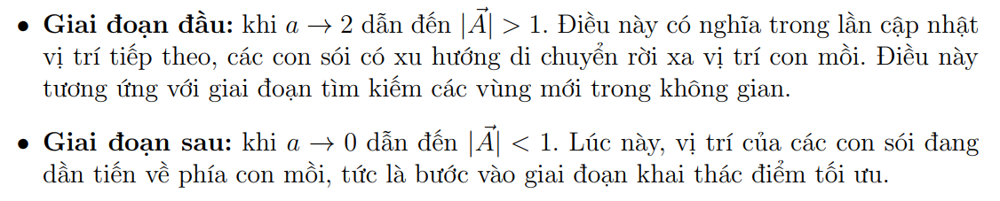 • Giai đoạn đầu: khi a → 2 dẫn đến |A⃗| > 1. Điều này có nghĩa trong lần cập nhật
vị trí tiếp theo, các con sói có xu hướng di chuyển rời xa vị trí con mồi. Điều này
tương ứng với giai đoạn tìm kiếm các vùng mới trong không gian.
• Giai đoạn sau: khi a → 0 dẫn đến |A⃗| < 1. Lúc này, vị trí của các con sói đang
dần tiến về phía con mồi, tức là bước vào giai đoạn khai thác điểm tối ưu.